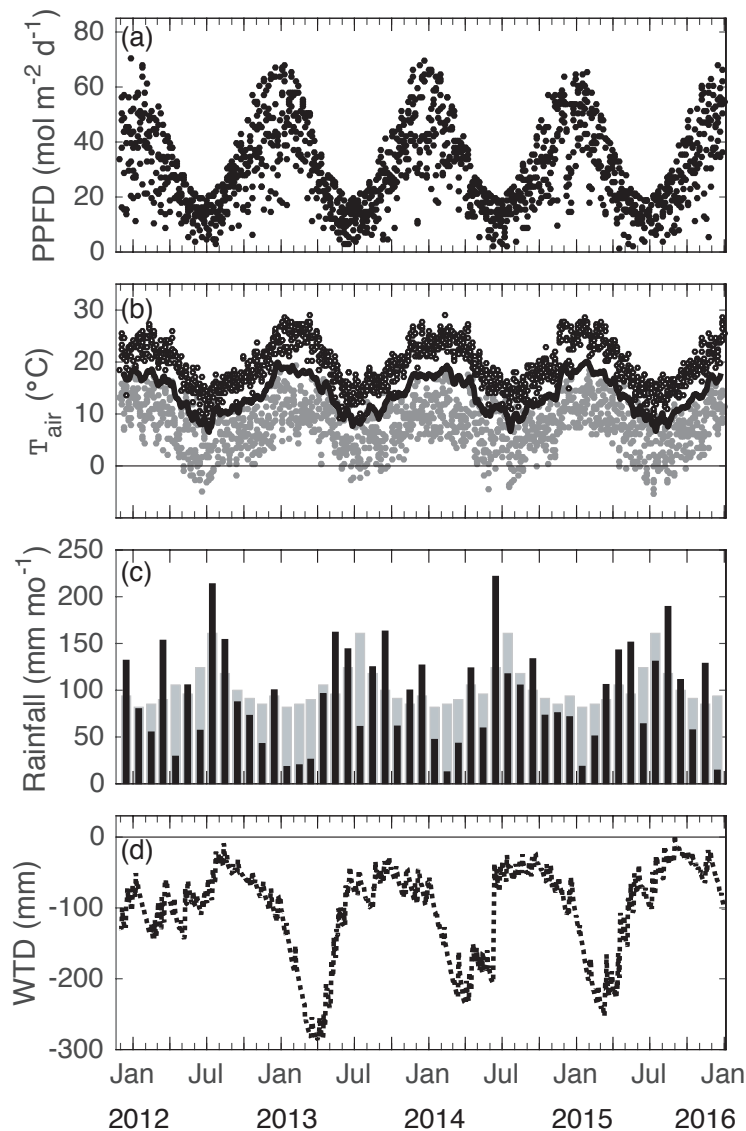 (a)
80
60
40
20
0
PPFD (mol m-2 d-1)
(b)
30
20
10
0
Tair (°C)
(c)
250
200
150
100
50
0
Rainfall (mm mo-1)
(d)
0
-100
-200
-300
WTD (mm)
Jan Jul Jan Jul Jan Jul Jan Jul Jan
2012 2013 2014 2015 2016